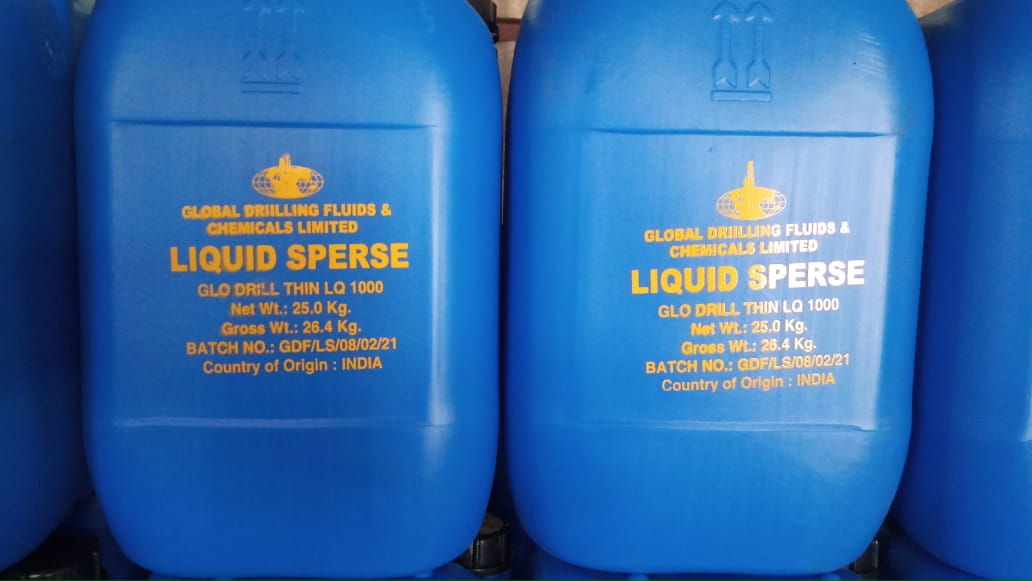 GLOBAL DRIILLING FLUIDS &
CHEMICALS LIMITED
LIQUID SPERSE
GLO DRILL THIN LQ 1000
Net Wt.: 25.0 Kg.
Gross Wt.: 26.4 Kg.
BATCH NO.: GDF/LS/08/02/21
Country of Origin : INDIA
GLOBAL DRIILLING FLUIDS &
CHEMICALS LIMITED
LIQUID SPERSE
GLO DRILL THIN LQ 1000
Net Wt.: 25.0 Kg.
Gross Wt.: 26.4 Kg.
BATCH NO.: GDF/LS/08/02/21
Country of Origin : INDIA